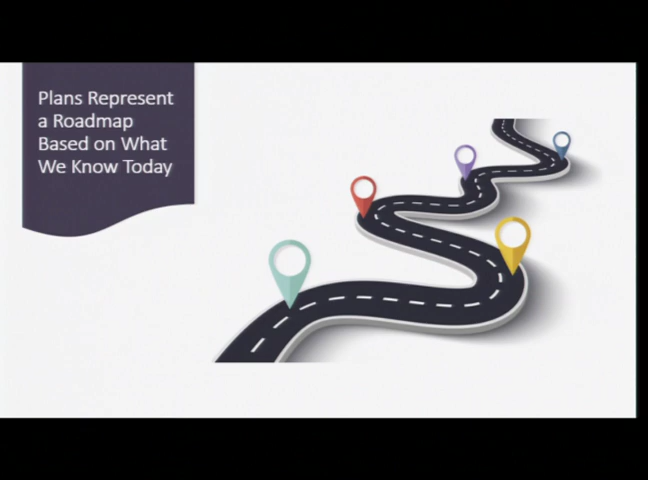 Plans Represent
a Roadmap
Based on What
We Know Today